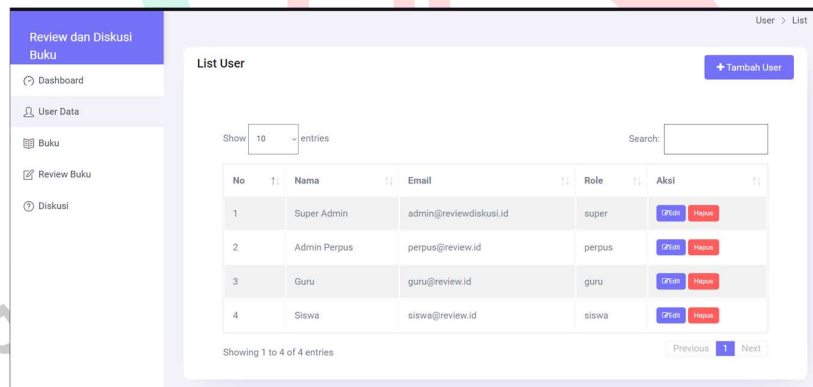 User > List
Review dan Diskusi
Buku
Dashboard
User Data
Buku
Review Buku
Diskusi
List User
+ Tambah User
Show 10 entries
Search:
No Nama Email Role Aksi
1 Super Admin admin@reviewdiskusi.id super Edit Hapus
2 Admin Perpus perpus@review.id perpus Edit Hapus
3 Guru guru@review.id guru Edit Hapus
4 Siswa siswa@review.id siswa Edit Hapus
Showing 1 to 4 of 4 entries
Previous 1 Next